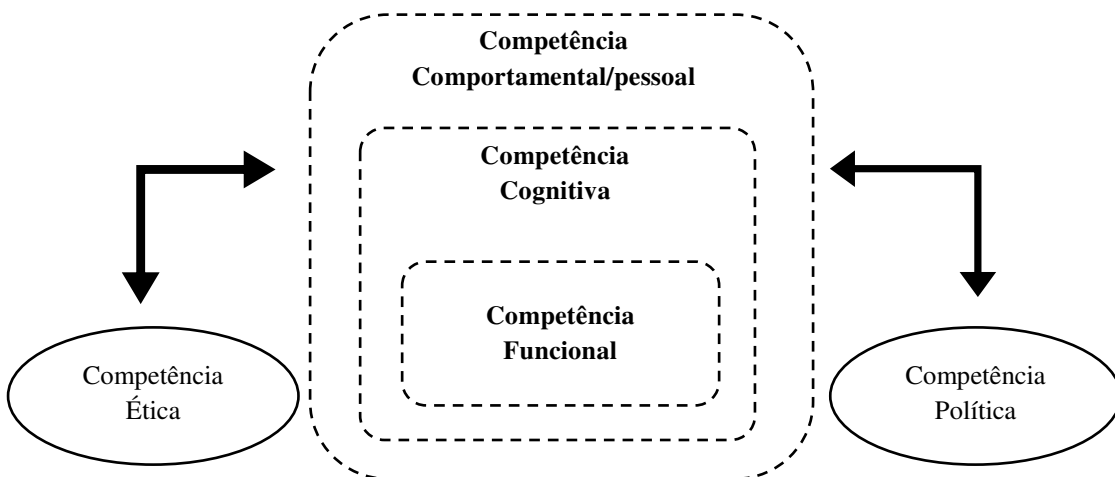 Competência
Comportamental/pessoal
Competência
Cognitiva
Competência
Funcional
Competência
Ética
Competência
Política